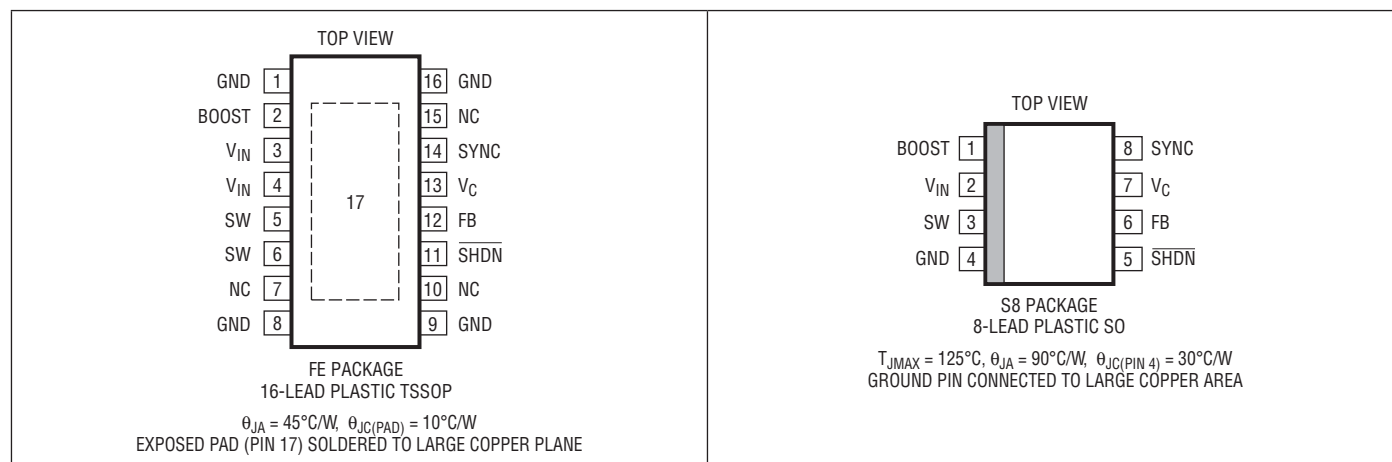 TOP VIEW
GND 1
BOOST 2
VIN 3
VIN 4
SW 5
SW 6
NC 7
GND 8
16 GND
15 NC
14 SYNC
13 VC
12 FB
11 SHDN
10 NC
9 GND
17
FE PACKAGE
16-LEAD PLASTIC TSSOP
θJA = 45°C/W, θJC(PAD) = 10°C/W
EXPOSED PAD (PIN 17) SOLDERED TO LARGE COPPER PLANE
TOP VIEW
BOOST 1
VIN 2
SW 3
GND 4
8 SYNC
7 VC
6 FB
5 SHDN
S8 PACKAGE
8-LEAD PLASTIC SO
TJMAX = 125°C, θJA = 90°C/W, θJC(PIN 4) = 30°C/W
GROUND PIN CONNECTED TO LARGE COPPER AREA